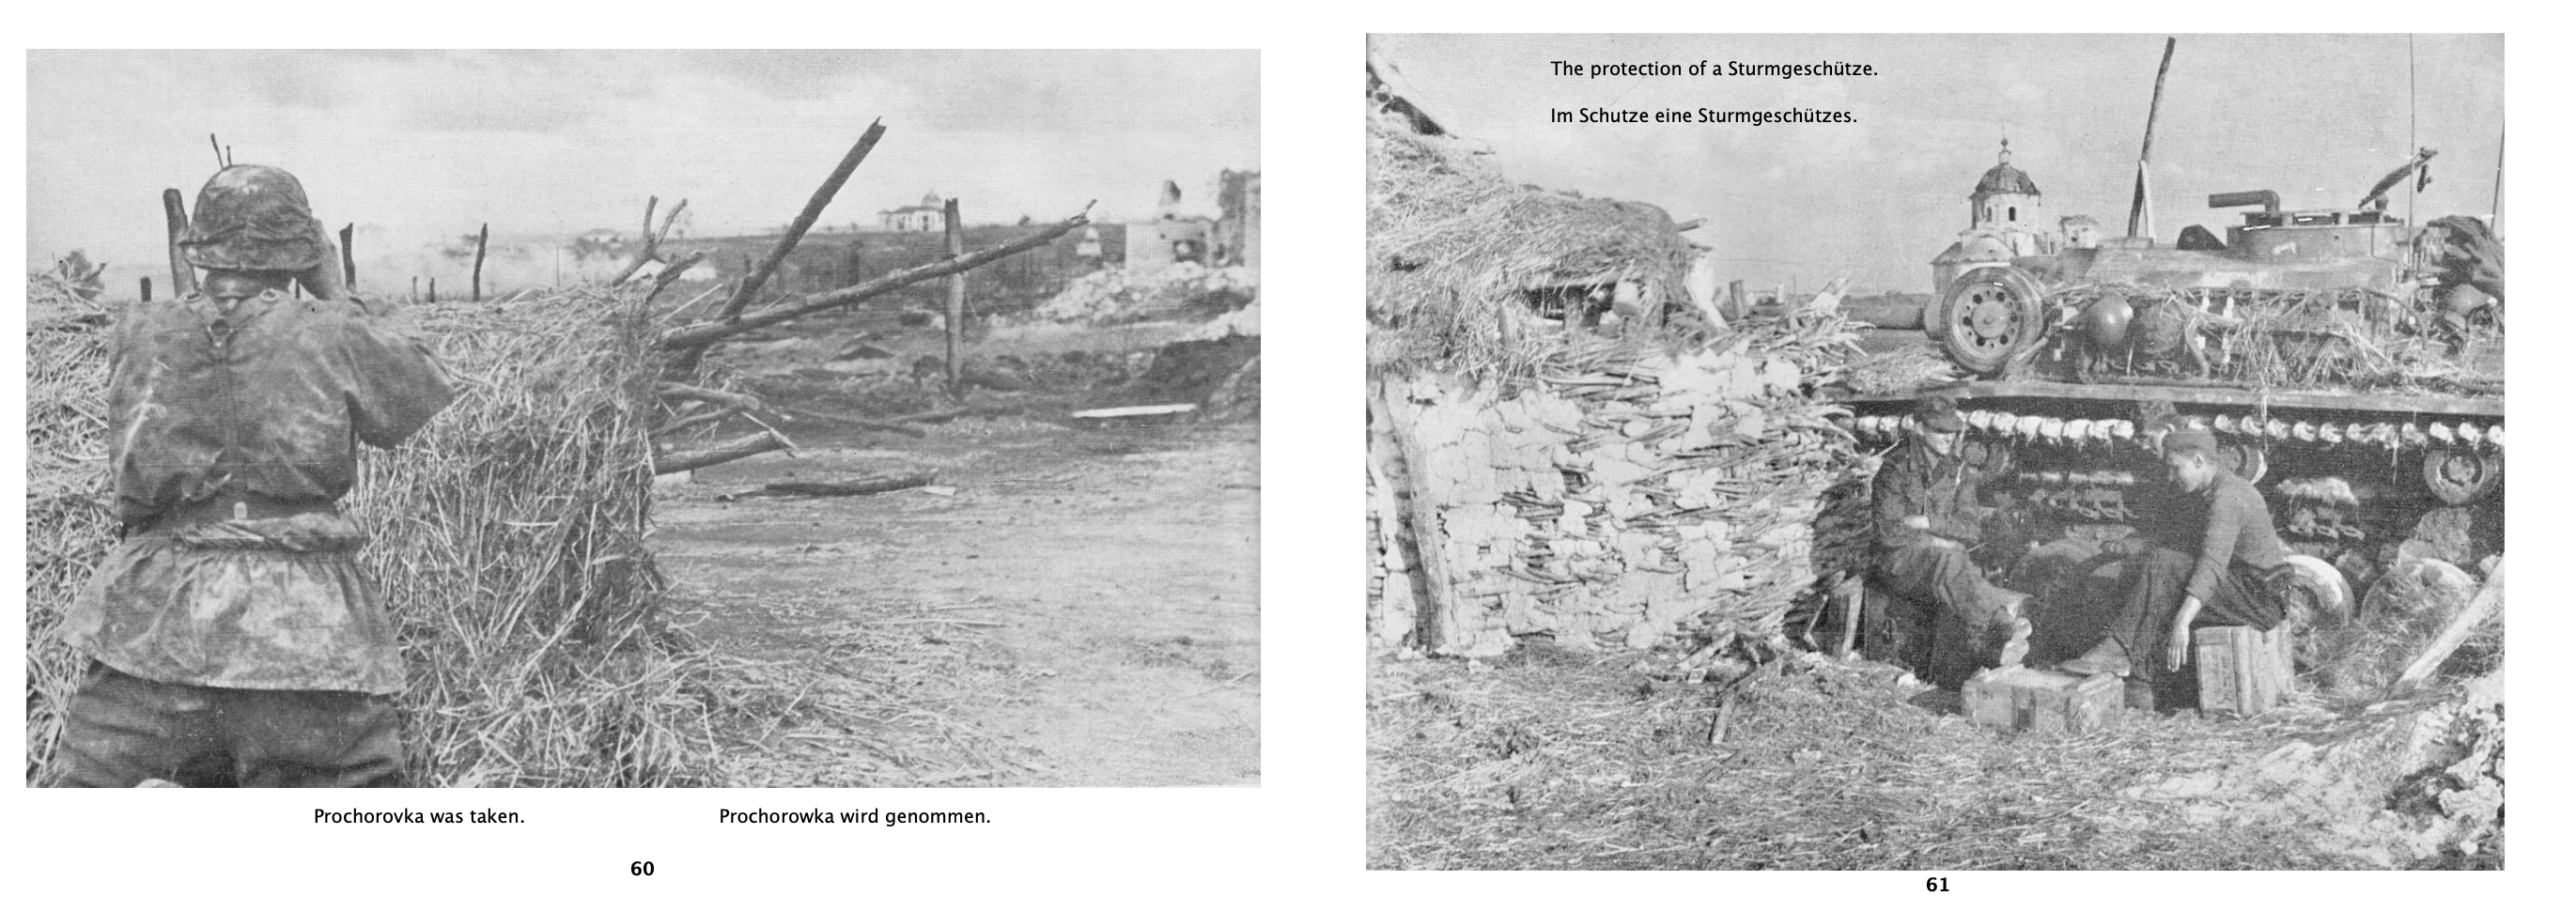 Prochorovka was taken.
Prochorowka wird genommen.
60
The protection of a Sturmgeschütze.
Im Schutze eine Sturmgeschützes.
61